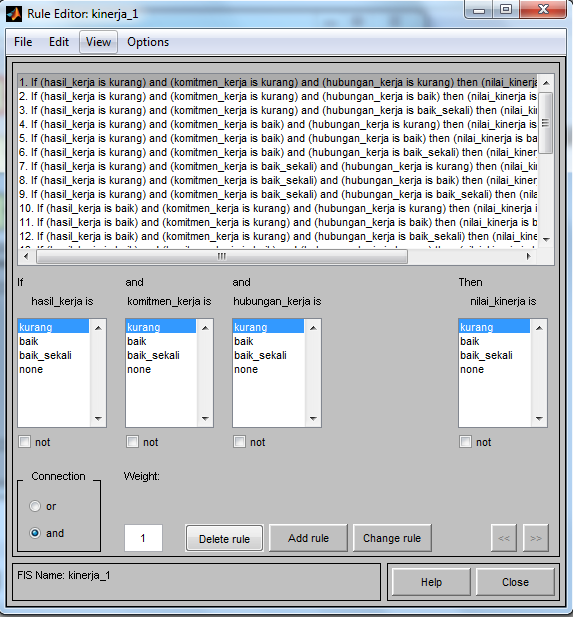 Rule Editor: kinerja_1
File Edit View Options
1. If (hasil_kerja is kurang) and (komitmen_kerja is kurang) and (hubungan_kerja is kurang) then (nilai_kinerja
2. If (hasil_kerja is kurang) and (komitmen_kerja is kurang) and (hubungan_kerja is baik) then (nilai_kinerja is
3. If (hasil_kerja is kurang) and (komitmen_kerja is kurang) and (hubungan_kerja is baik_sekali) then (nilai_kine
4. If (hasil_kerja is kurang) and (komitmen_kerja is baik) and (hubungan_kerja is kurang) then (nilai_kinerja is
5. If (hasil_kerja is kurang) and (komitmen_kerja is baik) and (hubungan_kerja is baik) then (nilai_kinerja is ba
6. If (hasil_kerja is kurang) and (komitmen_kerja is baik) and (hubungan_kerja is baik_sekali) then (nilai_kinerj
7. If (hasil_kerja is kurang) and (komitmen_kerja is baik_sekali) and (hubungan_kerja is kurang) then (nilai_kin
8. If (hasil_kerja is kurang) and (komitmen_kerja is baik_sekali) and (hubungan_kerja is baik) then (nilai_kinerj
9. If (hasil_kerja is kurang) and (komitmen_kerja is baik_sekali) and (hubungan_kerja is baik_sekali) then (nila
10. If (hasil_kerja is baik) and (komitmen_kerja is kurang) and (hubungan_kerja is kurang) then (nilai_kinerja is
11. If (hasil_kerja is baik) and (komitmen_kerja is kurang) and (hubungan_kerja is baik) then (nilai_kinerja is ba
12. If (hasil_kerja is baik) and (komitmen_kerja is kurang) and (hubungan_kerja is baik_sekali) then (nilai_kinerj
If and and Then
hasil_kerja is komitmen_kerja is hubungan_kerja is nilai_kinerja is
kurang kurang kurang kurang
baik baik baik baik
baik_sekali baik_sekali baik_sekali baik_sekali
none none none none
not not not not
Connection Weight:
or
and 1 Delete rule Add rule Change rule << >>
FIS Name: kinerja_1 Help Close